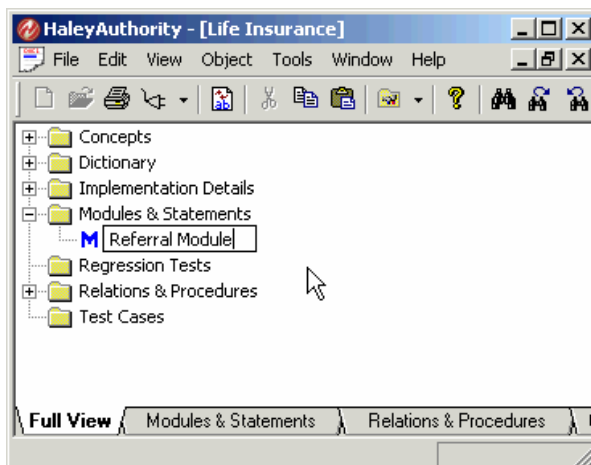 HaleyAuthority - [Life Insurance]
File Edit View Object Tools Window Help
Concepts
Dictionary
Implementation Details
Modules & Statements
M Referral Module
Regression Tests
Relations & Procedures
Test Cases
Full View Modules & Statements Relations & Procedures